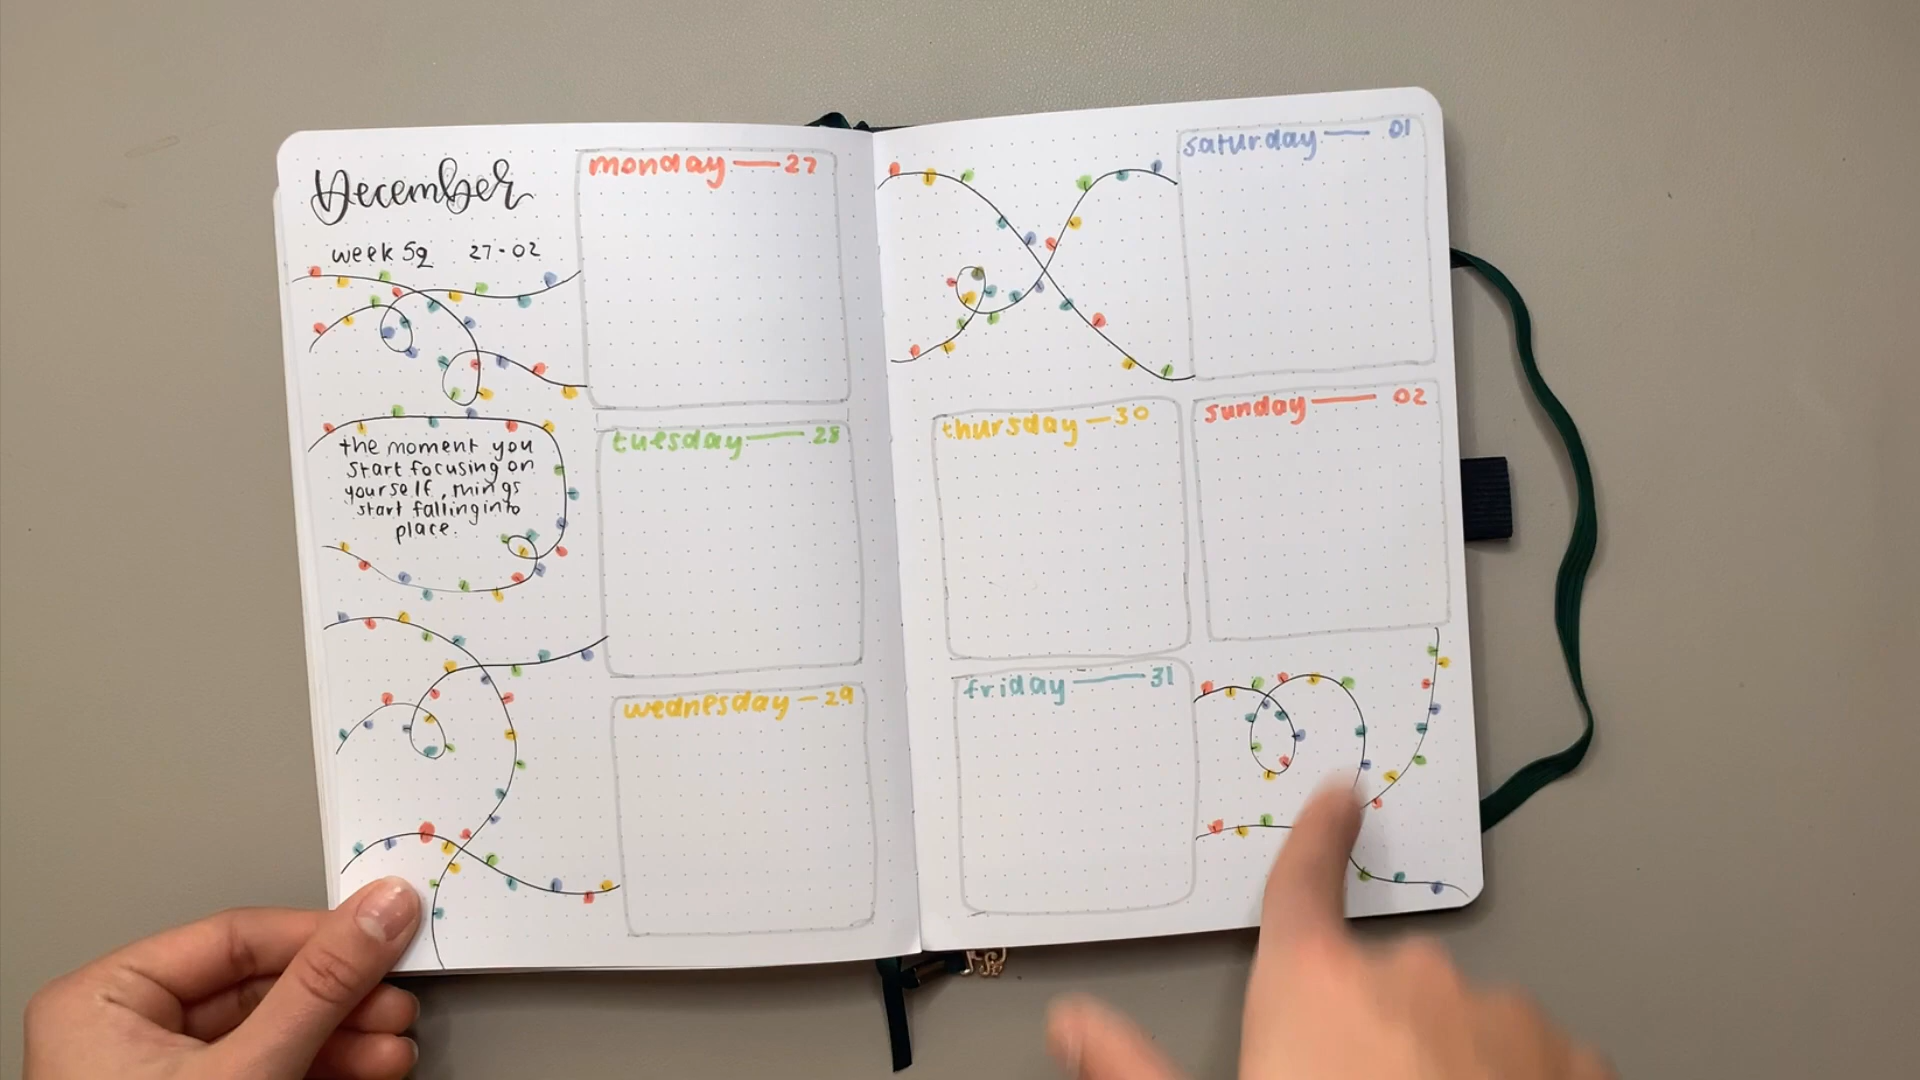 December
week 52 27-02
the moment you
start focusing on
yourself, things
start falling into
place.
monday — 27
tuesday — 28
wednesday — 29
thursday — 30
friday — 31
saturday — 01
sunday — 02